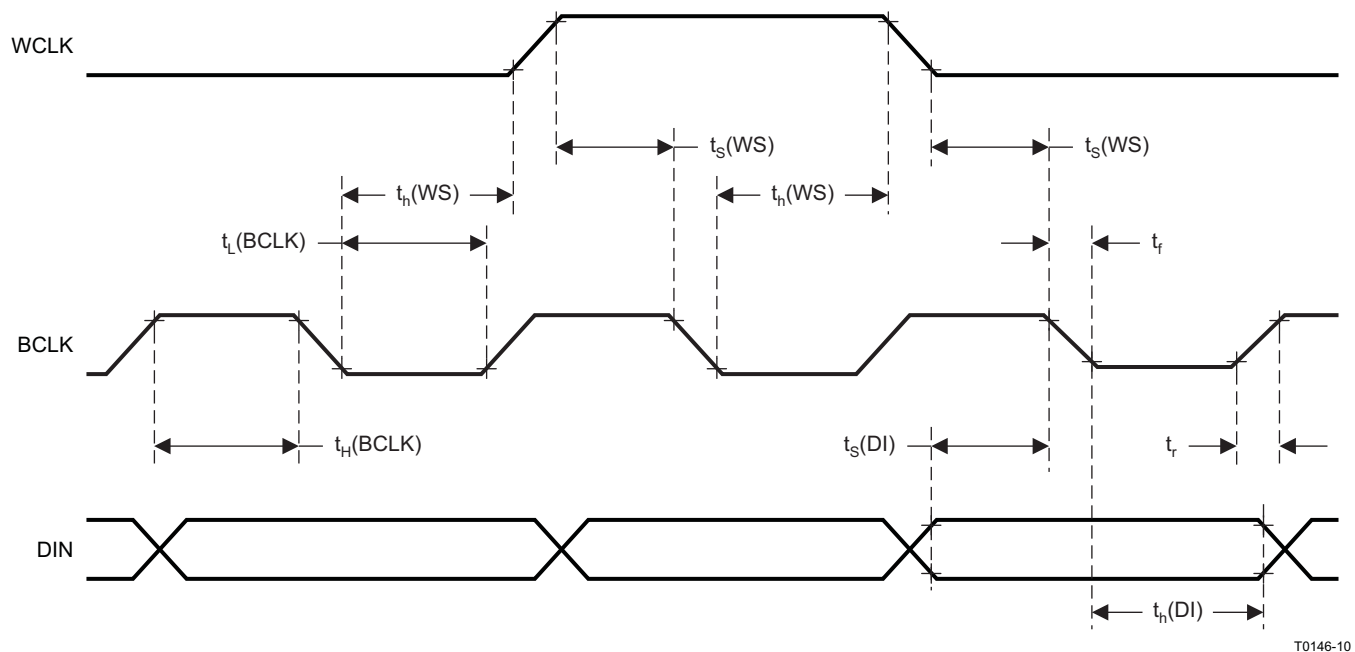 WCLK
tS(WS) tS(WS)
th(WS) th(WS)
tL(BCLK) tf
BCLK
tH(BCLK) tS(DI) tr
DIN
th(DI)
T0146-10